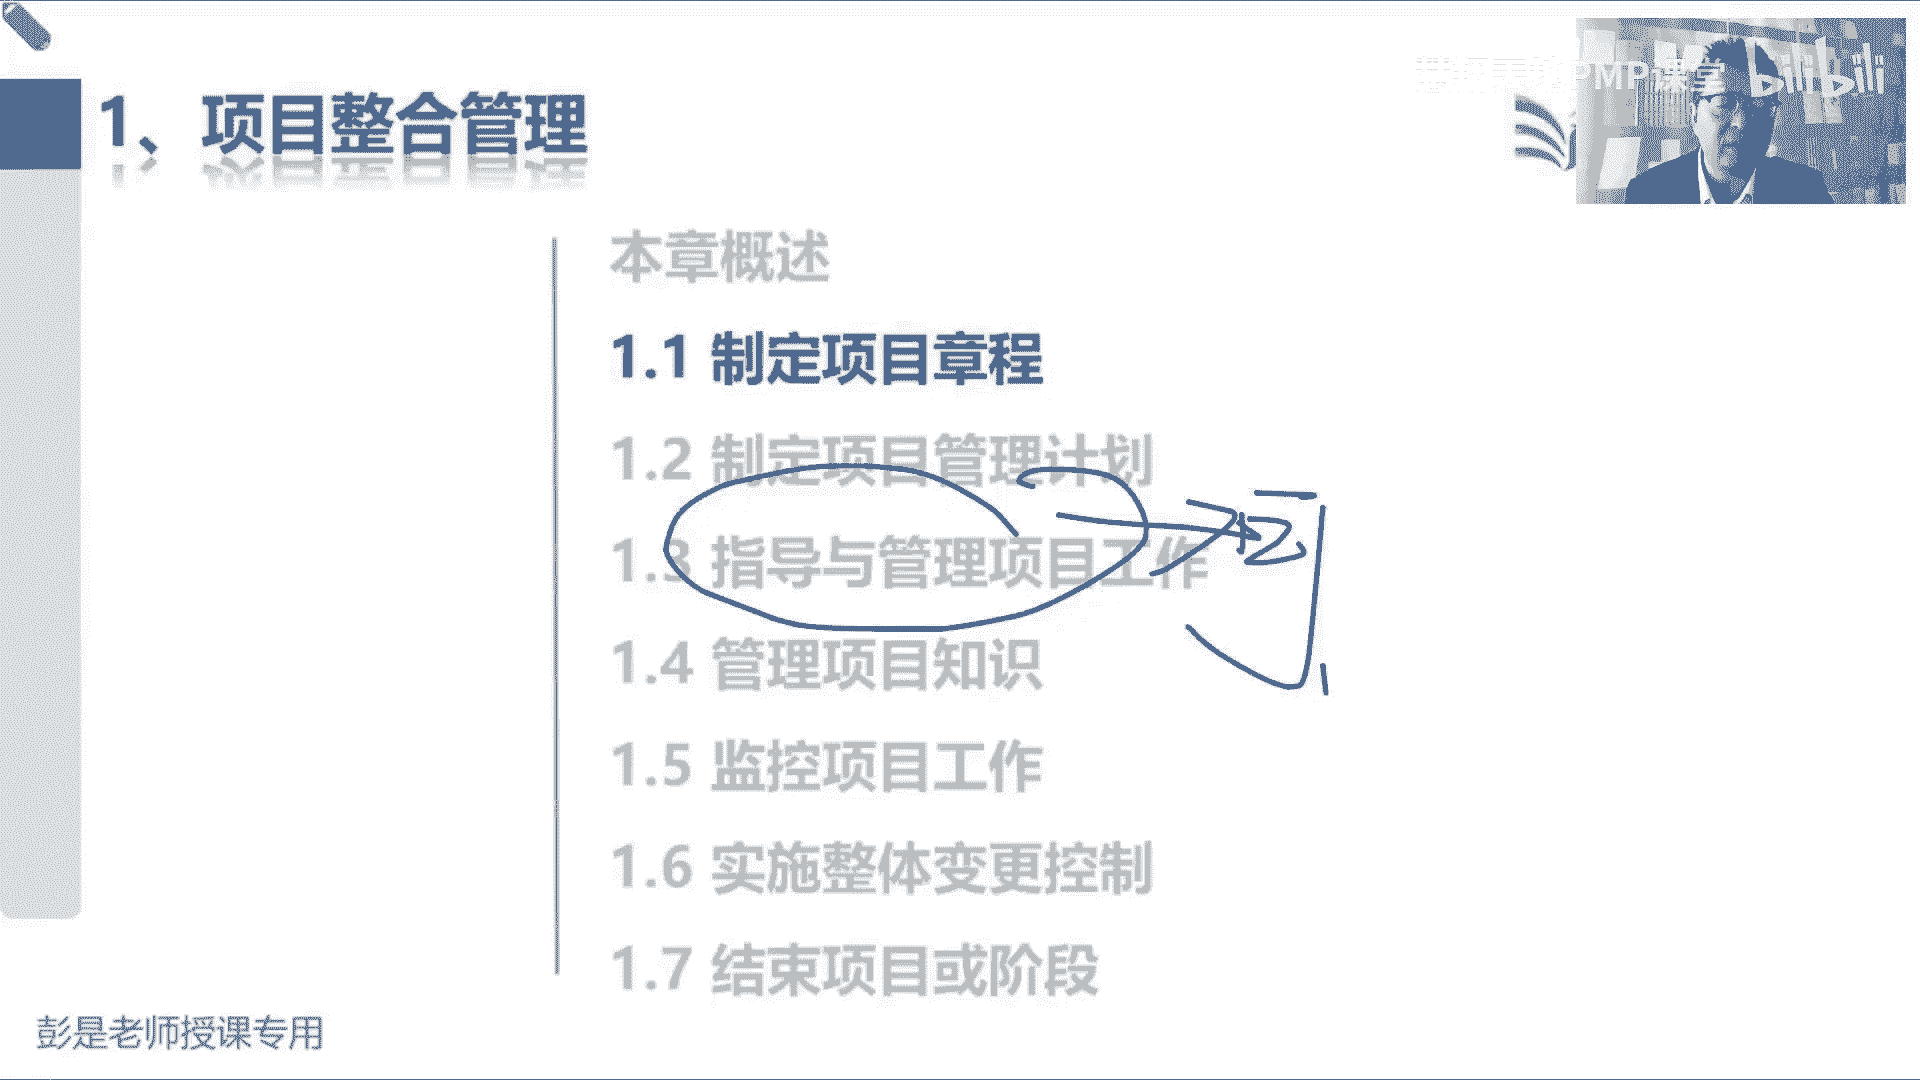 1、项目整合管理
PMP课堂 bilibili
本章概述
1.1 制定项目章程
1.2 制定项目管理计划
1.3 指导与管理项目工作
1.4 管理项目知识
1.5 监控项目工作
1.6 实施整体变更控制
1.7 结束项目或阶段
彭是老师授课专用